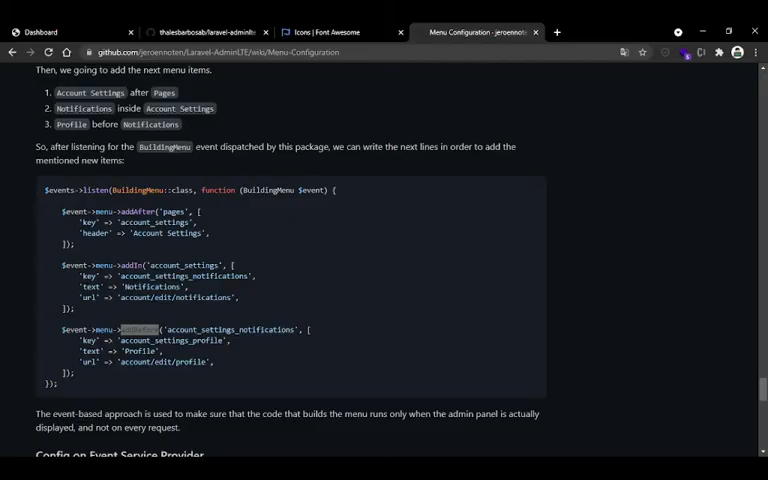 Dashboard
thalesbarbosab/laravel-adminlte
Icons | Font Awesome
Menu Configuration · jeroennoten
github.com/jeroennoten/Laravel-AdminLTE/wiki/Menu-Configuration
Then, we going to add the next menu items.
1. Account Settings after Pages
2. Notifications inside Account Settings
3. Profile before Notifications
So, after listening for the BuildingMenu event dispatched by this package, we can write the next lines in order to add the
mentioned new items:
$events->listen(BuildingMenu::class, function (BuildingMenu $event) {
$event->menu->addAfter('pages', [
'key' => 'account_settings',
'header' => 'Account Settings',
]);
$event->menu->addIn('account_settings', [
'key' => 'account_settings_notifications',
'text' => 'Notifications',
'url' => 'account/edit/notifications',
]);
$event->menu->addBefore('account_settings_notifications', [
'key' => 'account_settings_profile',
'text' => 'Profile',
'url' => 'account/edit/profile',
]);
});
The event-based approach is used to make sure that the code that builds the menu runs only when the admin panel is actually
displayed, and not on every request.
Config on Event Service Provider